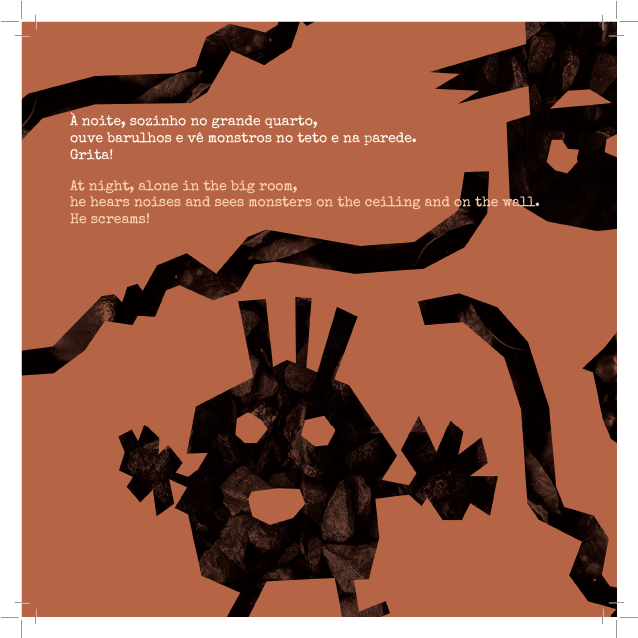 À noite, sozinho no grande quarto,
ouve barulhos e vê monstros no teto e na parede.
Grita!
At night, alone in the big room,
he hears noises and sees monsters on the ceiling and on the wall.
He screams!